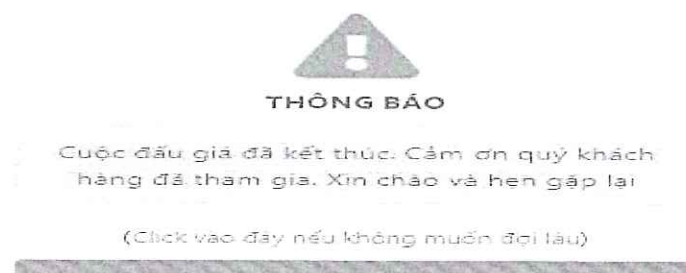 THÔNG BÁO
Cuộc đấu giá đã kết thúc. Cảm ơn quý khách
hàng đã tham gia. Xin chào và hẹn gặp lại
(Click vào đây nếu không muốn đợi lâu)